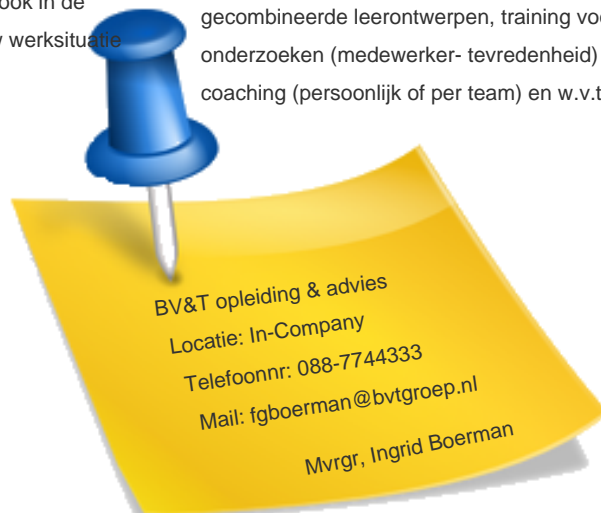 ook in de
werksituatie
gecombineerde leerontwerpen, training
onderzoeken (medewerker- tevredenheid)
coaching (persoonlijk of per team) en w.v.t
BV&T opleiding & advies
Locatie: In-Company
Telefoonnr: 088-7744333
Mail: fgboerman@bvtgroep.nl
Mvrgr, Ingrid Boerman